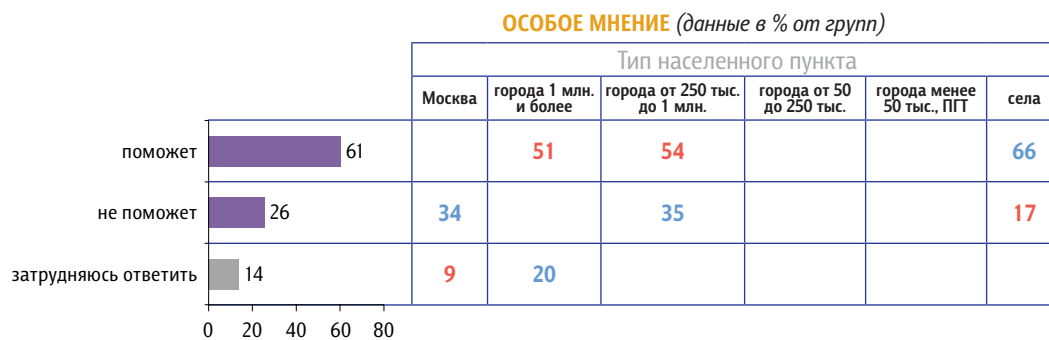 ОСОБОЕ МНЕНИЕ (данные в % от групп)
Тип населенного пункта
Москва
города 1 млн.
и более
города от 250 тыс.
до 1 млн.
города от 50
до 250 тыс.
города менее
50 тыс., ПГТ
села
поможет 61 51 54 66
не поможет 26 34 35 17
затрудняюсь ответить 14 9 20
0 20 40 60 80